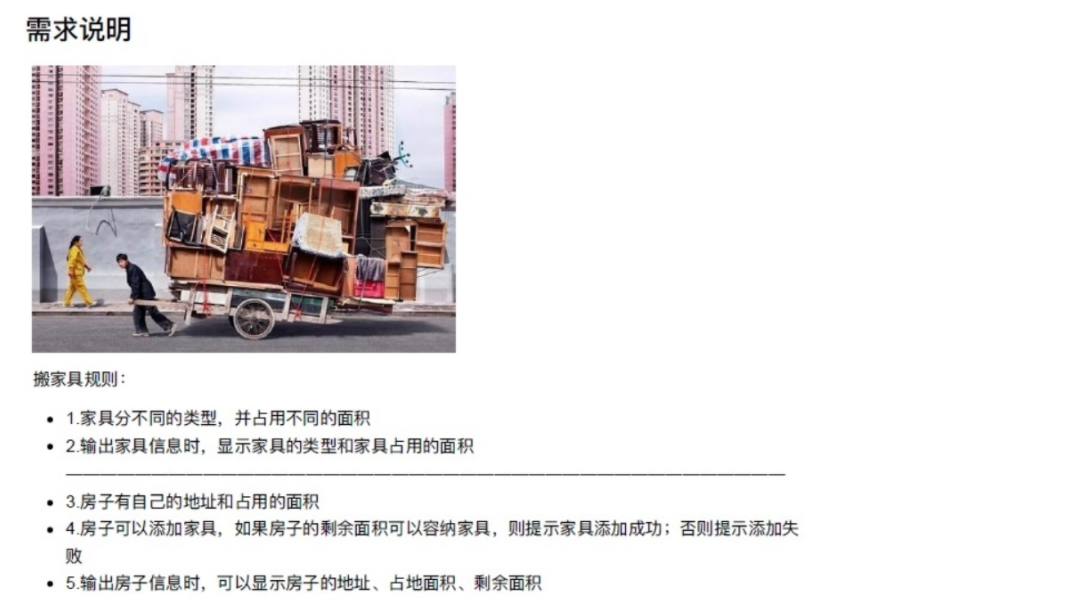 需求说明
搬家具规则：
1.家具分不同的类型，并占用不同的面积
2.输出家具信息时，显示家具的类型和家具占用的面积
3.房子有自己的地址和占用的面积
4.房子可以添加家具，如果房子的剩余面积可以容纳家具，则提示家具添加成功；否则提示添加失
败
5.输出房子信息时，可以显示房子的地址、占地面积、剩余面积